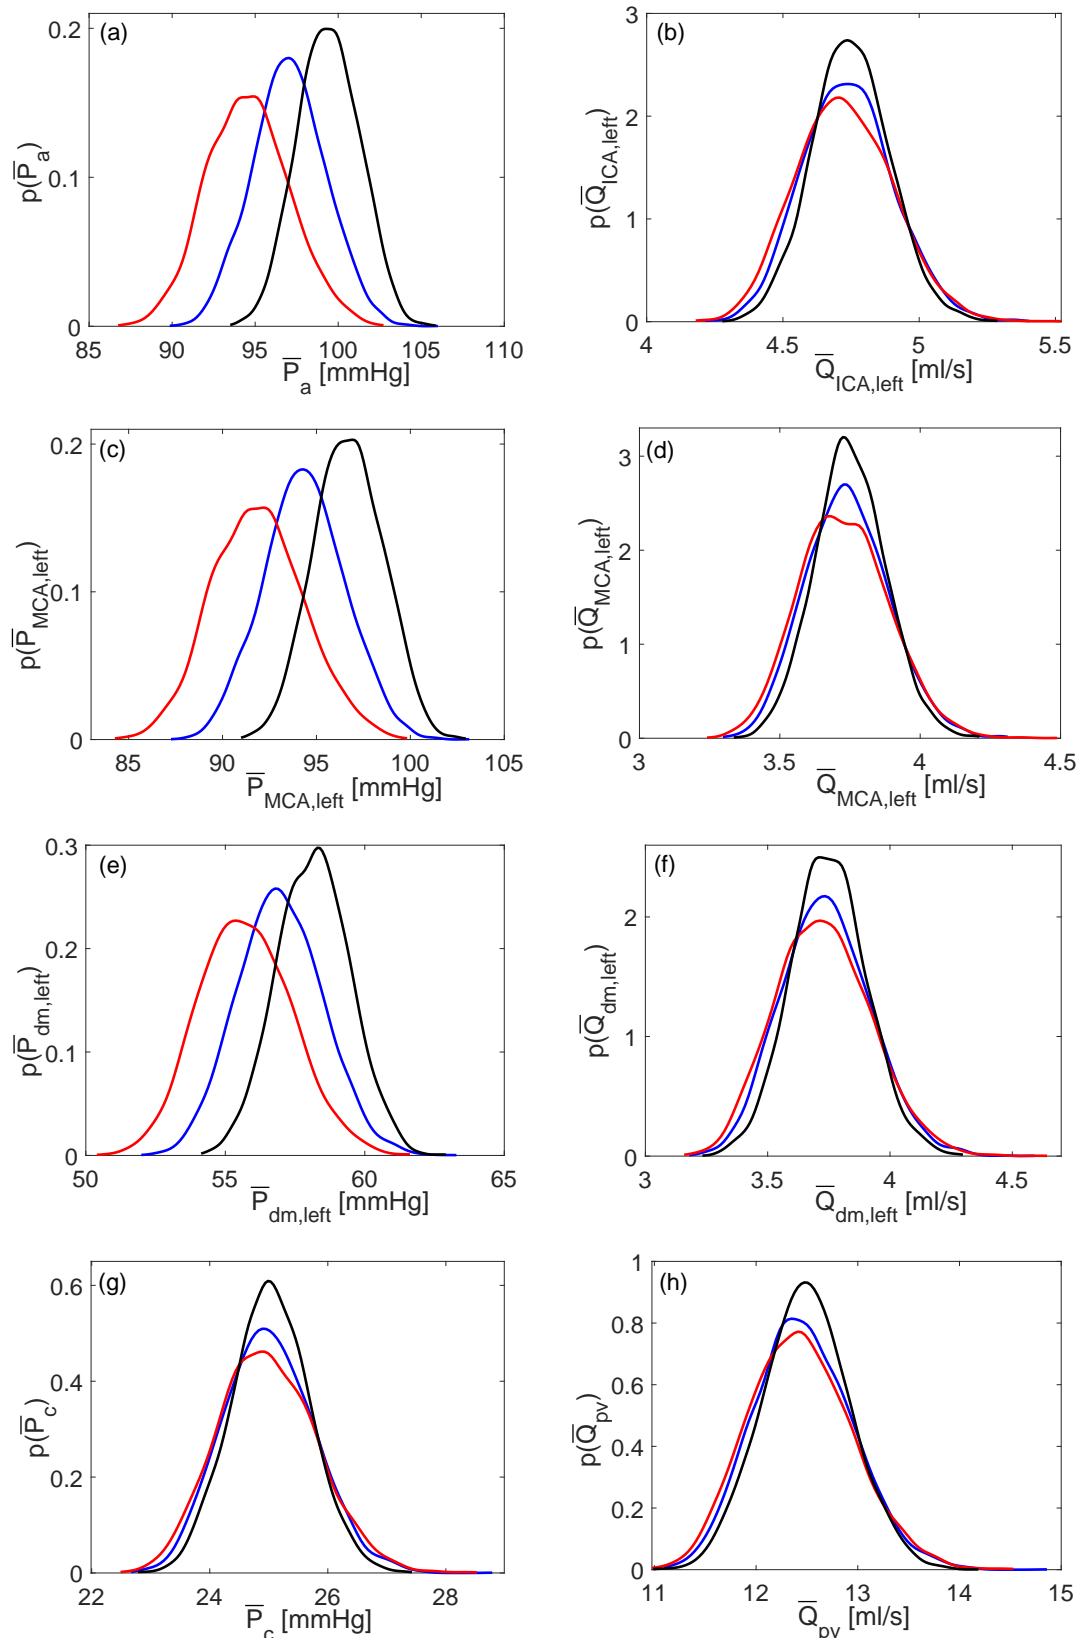 (a)
0.2
0.1
0
p(P̅a)
85 90 95 100 105 110
P̅a [mmHg]
(b)
3
2
1
0
p(Q̅ICA,left)
4 4.5 5 5.5
Q̅ICA,left [ml/s]
(c)
0.2
0.1
0
p(P̅MCA,left)
85 90 95 100 105
P̅MCA,left [mmHg]
(d)
3
2
1
0
p(Q̅MCA,left)
3 3.5 4 4.5
Q̅MCA,left [ml/s]
(e)
0.3
0.2
0.1
0
p(P̅dm,left)
50 55 60 65
P̅dm,left [mmHg]
(f)
2
1
0
p(Q̅dm,left)
3 3.5 4 4.5
Q̅dm,left [ml/s]
(g)
0.6
0.4
0.2
0
p(P̅c)
22 24 26 28
P̅c [mmHg]
(h)
1
0.8
0.6
0.4
0.2
0
p(Q̅pv)
11 12 13 14 15
Q̅pv [ml/s]